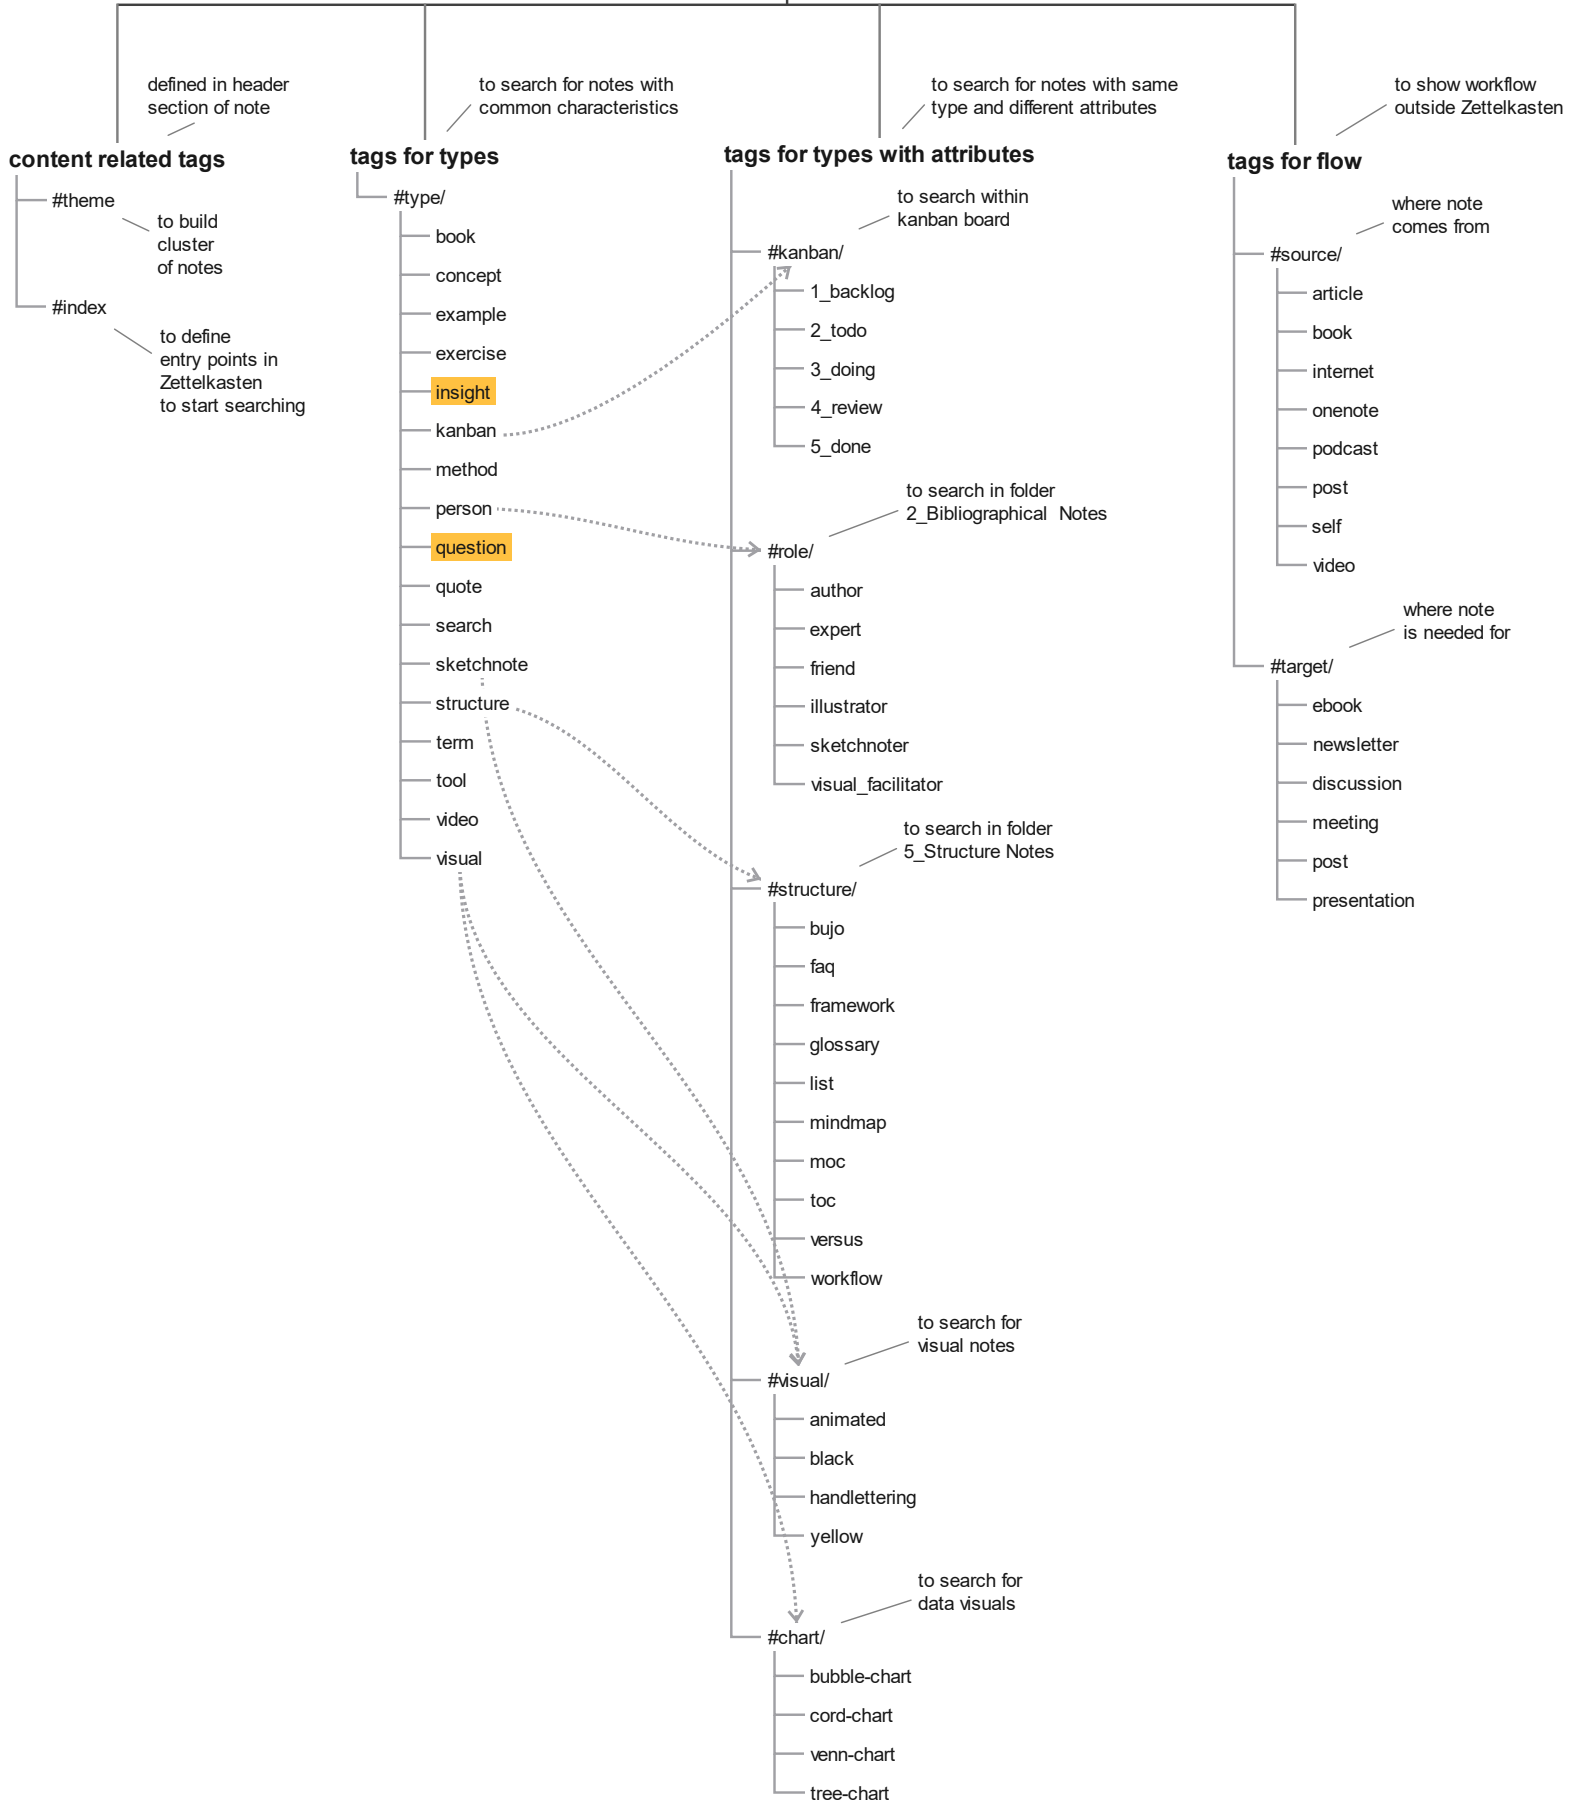 defined in header
section of note
content related tags
#theme
to build
cluster
of notes
#index
to define
entry points in
Zettelkasten
to start searching
to search for notes with
common characteristics
tags for types
#type/
book
concept
example
exercise
insight
kanban
method
person
question
quote
search
sketchnote
structure
term
tool
video
visual
to search for notes with same
type and different attributes
tags for types with attributes
to search within
kanban board
#kanban/
1_backlog
2_todo
3_doing
4_review
5_done
to search in folder
2_Bibliographical Notes
#role/
author
expert
friend
illustrator
sketchnoter
visual_facilitator
to search in folder
5_Structure Notes
#structure/
bujo
faq
framework
glossary
list
mindmap
moc
toc
versus
workflow
to search for
visual notes
#visual/
animated
black
handlettering
yellow
to search for
data visuals
#chart/
bubble-chart
cord-chart
venn-chart
tree-chart
to show workflow
outside Zettelkasten
tags for flow
where note
comes from
#source/
article
book
internet
onenote
podcast
post
self
video
where note
is needed for
#target/
ebook
newsletter
discussion
meeting
post
presentation